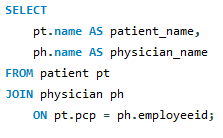 SELECT
    pt.name AS patient_name,
    ph.name AS physician_name
FROM patient pt
JOIN physician ph
    ON pt.pcp = ph.employeeid;